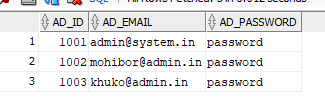 AD_ID AD_EMAIL AD_PASSWORD
1 1001 admin@system.in password
2 1002 mohibor@admin.in password
3 1003 khuko@admin.in password